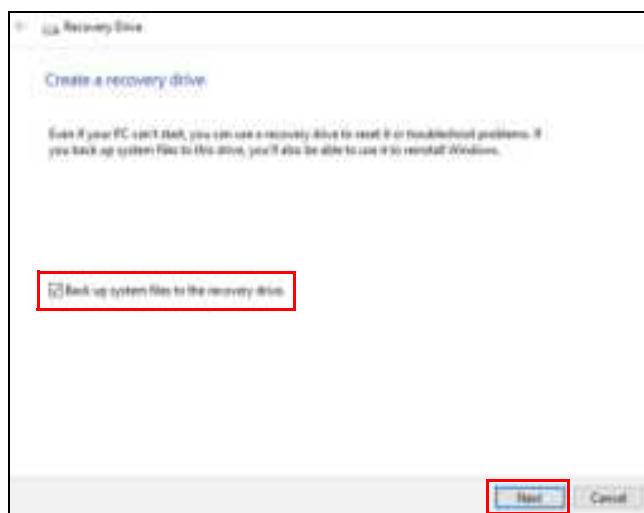 Recovery Drive
Create a recovery drive
Even if your PC can't start, you can use a recovery drive to reset it or troubleshoot problems. If
you back up system files to this drive, you'll also be able to use it to reinstall Windows.
Back up system files to the recovery drive.
Next
Cancel